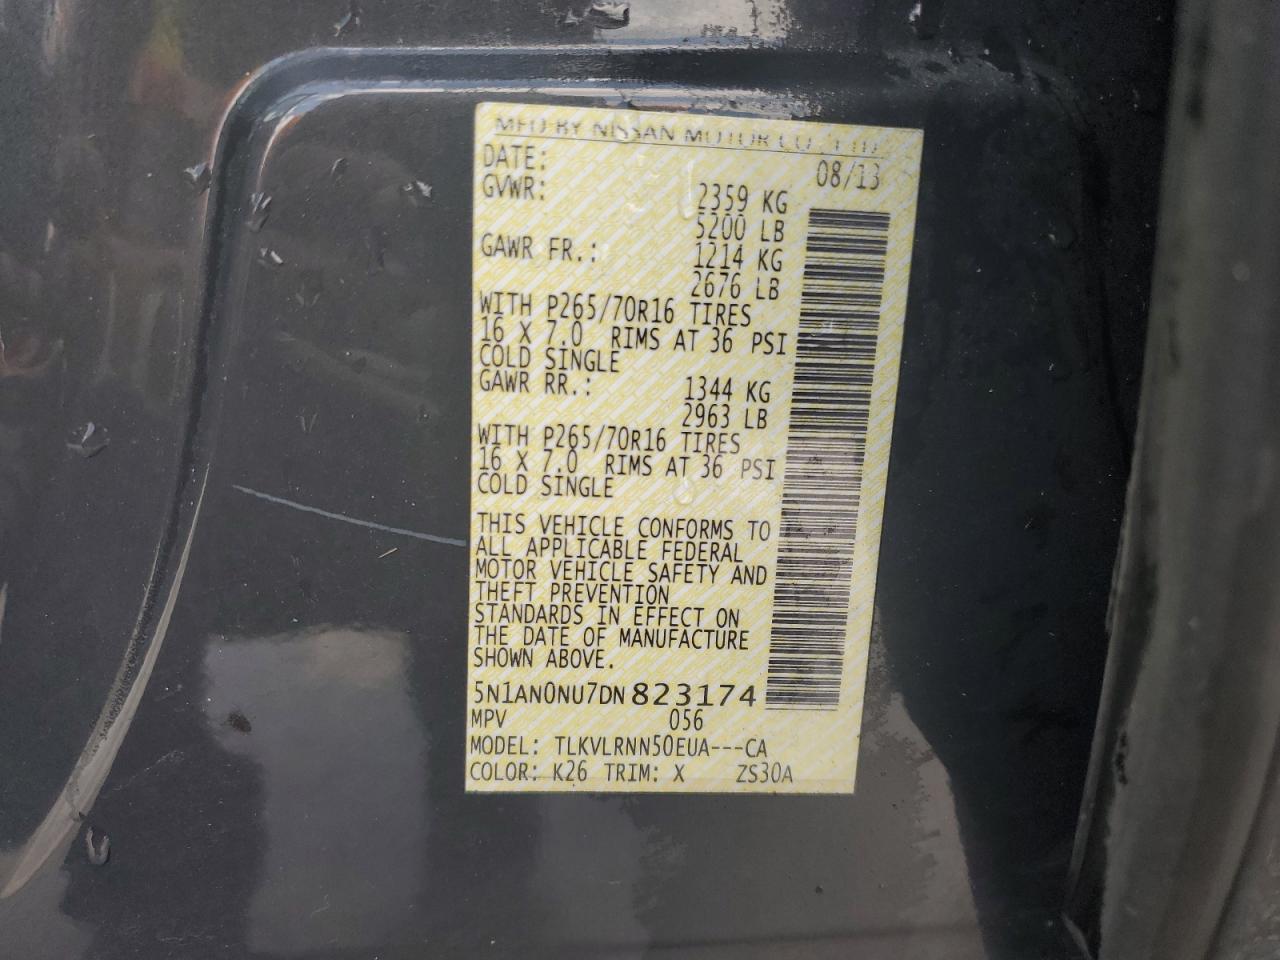 MFD BY NISSAN MOTOR CO., LTD.
DATE: 08/13
GVWR: 2359 KG
5200 LB
GAWR FR.: 1214 KG
2676 LB
WITH P265/70R16 TIRES
16 X 7.0 RIMS AT 36 PSI
COLD SINGLE
GAWR RR.: 1344 KG
2963 LB
WITH P265/70R16 TIRES
16 X 7.0 RIMS AT 36 PSI
COLD SINGLE
THIS VEHICLE CONFORMS TO
ALL APPLICABLE FEDERAL
MOTOR VEHICLE SAFETY AND
THEFT PREVENTION
STANDARDS IN EFFECT ON
THE DATE OF MANUFACTURE
SHOWN ABOVE.
5N1AN0NU7DN823174
MPV 056
MODEL: TLKVLRNN50EUA---CA
COLOR: K26 TRIM: X ZS30A